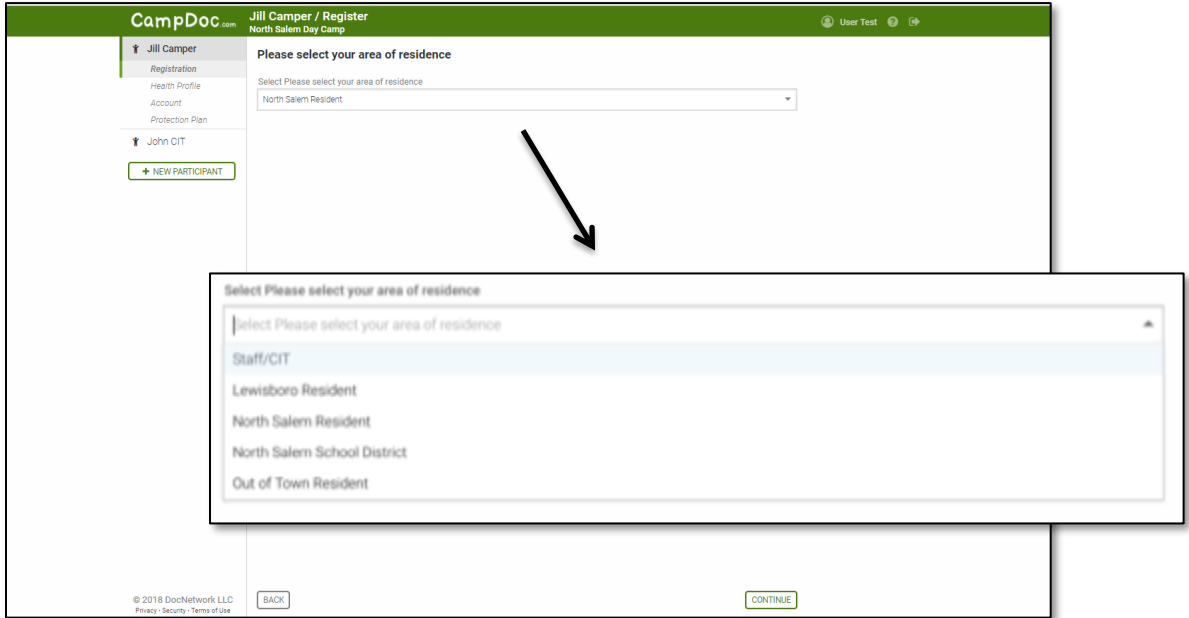 CampDoc.com
Jill Camper / Register
North Salem Day Camp
User Test
Jill Camper
Registration
Health Profile
Account
Protection Plan
John CIT
+ NEW PARTICIPANT
Please select your area of residence
Select Please select your area of residence
North Salem Resident
Select Please select your area of residence
Select Please select your area of residence
Staff/CIT
Lewisboro Resident
North Salem Resident
North Salem School District
Out of Town Resident
© 2018 DocNetwork LLC
Privacy • Security • Terms of Use
BACK
CONTINUE